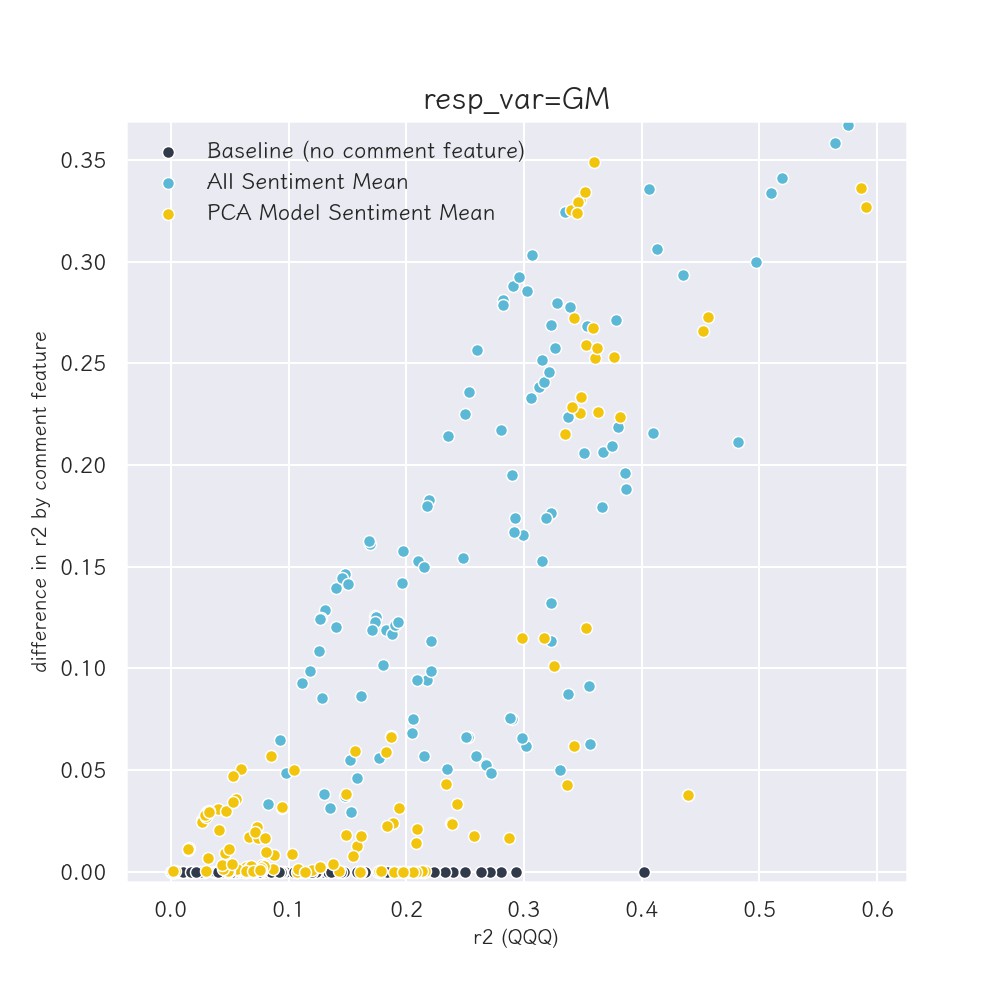 resp_var=GM
Baseline (no comment feature)
All Sentiment Mean
PCA Model Sentiment Mean
difference in r2 by comment feature
0.35
0.30
0.25
0.20
0.15
0.10
0.05
0.00
0.0 0.1 0.2 0.3 0.4 0.5 0.6
r2 (QQQ)